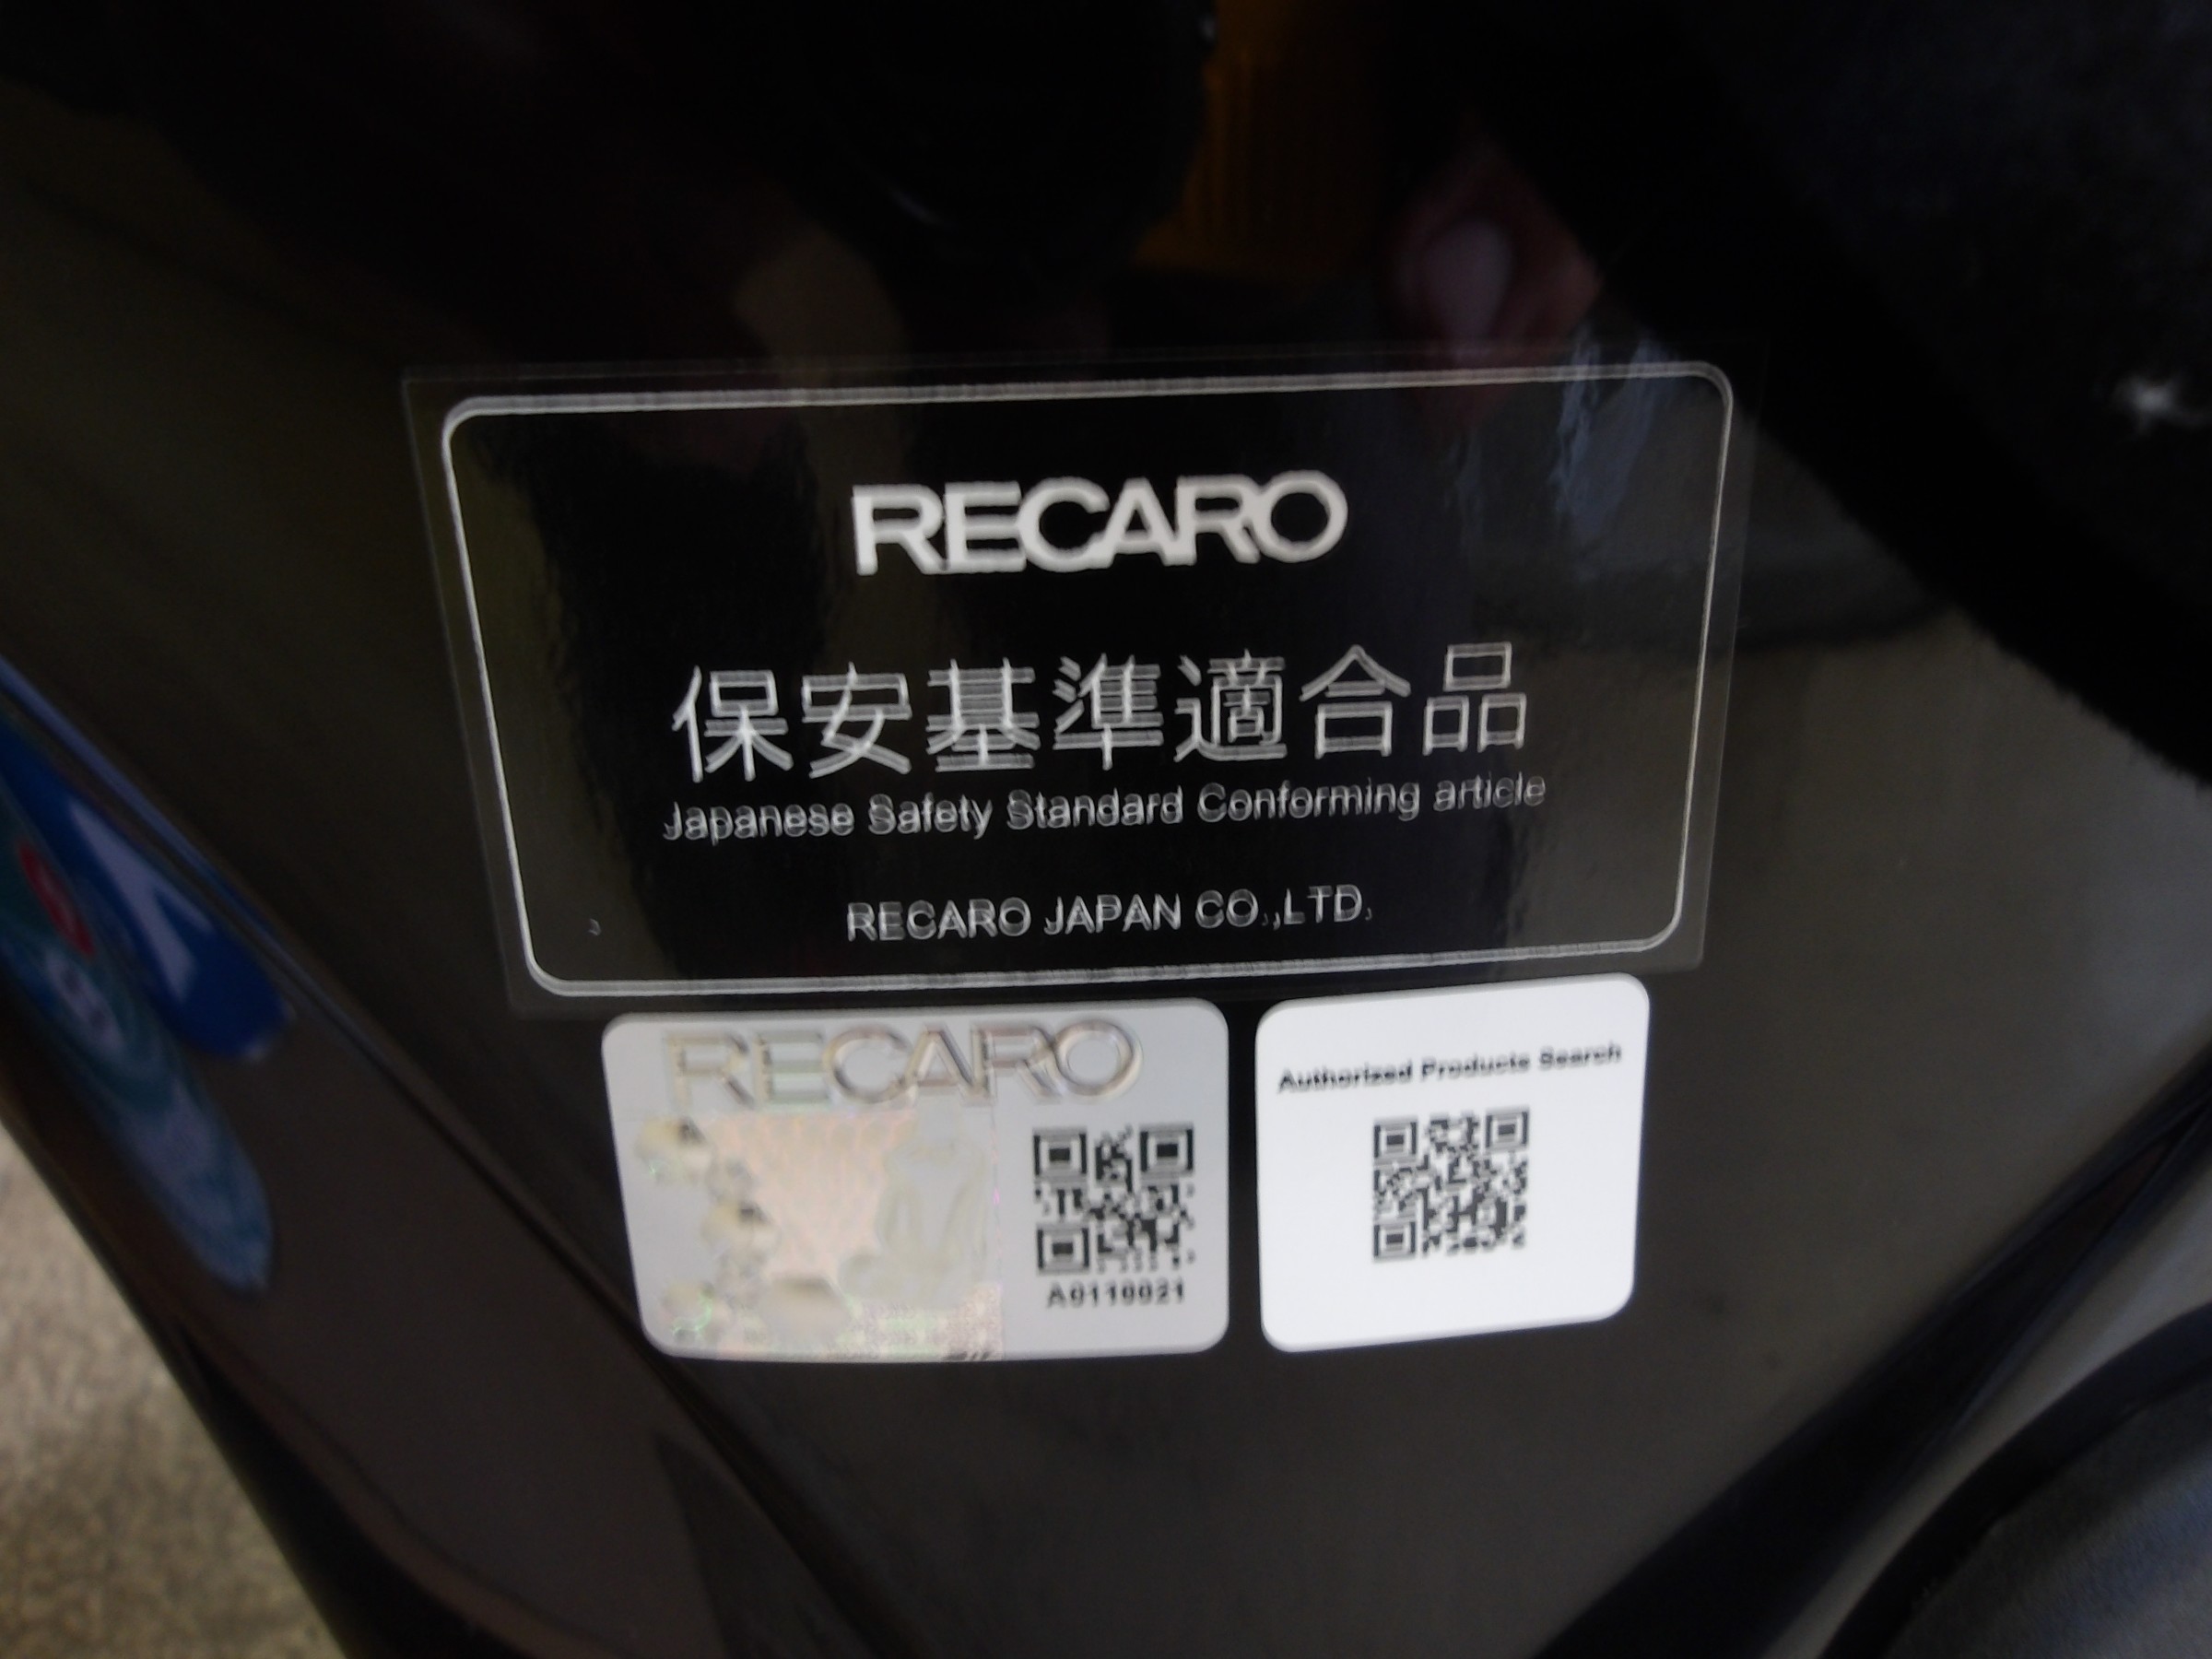 RECARO
保安基準適合品
Japanese Safety Standard Conforming article
RECARO JAPAN CO.,LTD.
RECARO
A0110021
Authorized Products Search